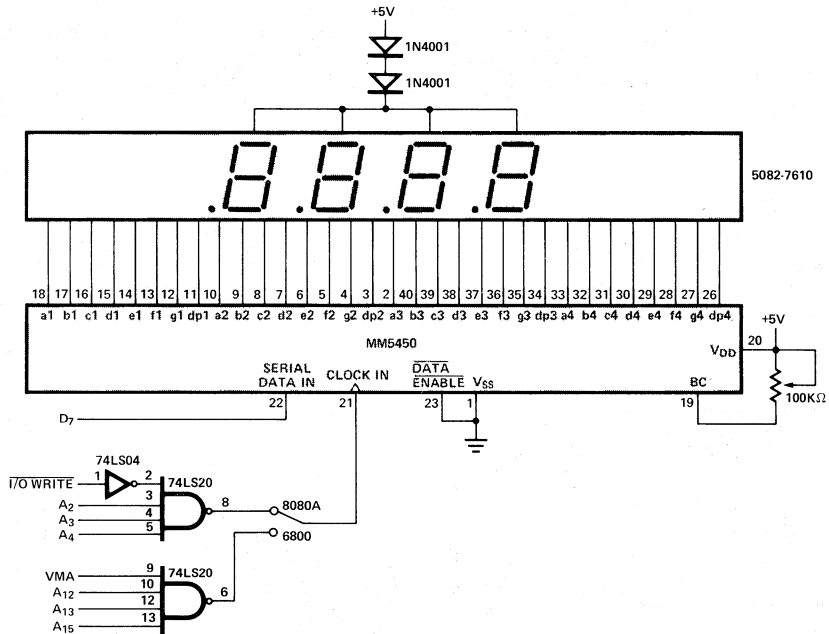 +5V
1N4001
1N4001
5082-7610
18 17 16 15 14 13 12 11 10 9 8 7 6 5 4 3 2 40 39 38 37 36 35 34 33 32 31 30 29 28 27 26
a1 b1 c1 d1 e1 f1 g1 dp1 a2 b2 c2 d2 e2 f2 g2 dp2 a3 b3 c3 d3 e3 f3 g3 dp3 a4 b4 c4 d4 e4 f4 g4 dp4
+5V
MM5450
VDD 20
SERIAL DATA IN
CLOCK IN
DATA ENABLE
VSS
BC
22 21 23 1 19
100KΩ
D7
74LS04
I/O WRITE 1 2 74LS20
A2 3
A3 4
A4 5
8
8080A
6800
VMA 9 74LS20
A12 10
A13 12
A15 13
6